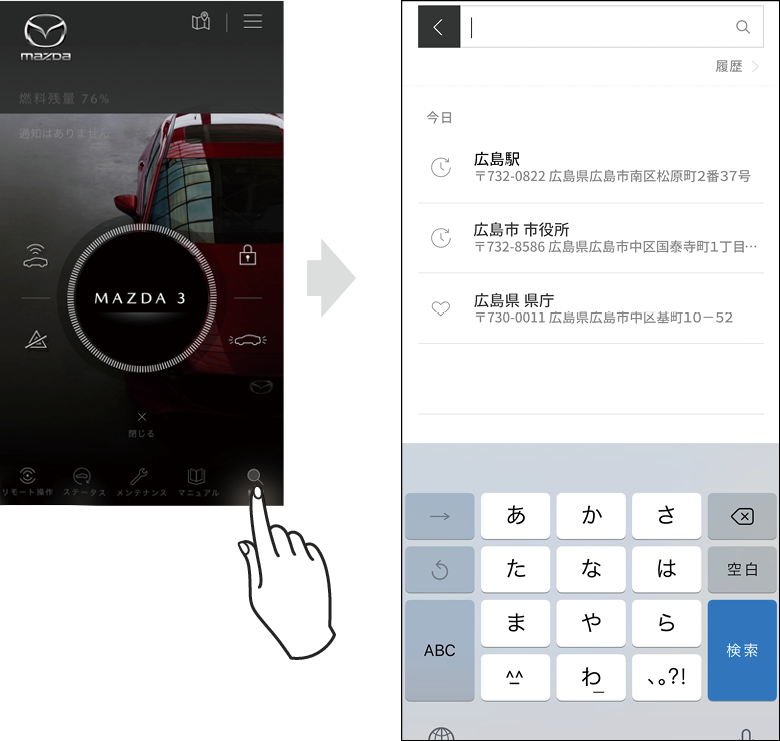 mazda
燃料残量 76%
通知はありません
MAZDA 3
閉じる
リモート操作
ステータス
メンテナンス
マニュアル
履歴
今日
広島駅
〒732-0822 広島県広島市南区松原町2番37号
広島市 市役所
〒732-8586 広島県広島市中区国泰寺町1丁目…
広島県 県庁
〒730-0011 広島県広島市中区基町10－52
→ あ か さ
た な は 空白
ABC ま や ら 検索
^^ わ_ 、。?!